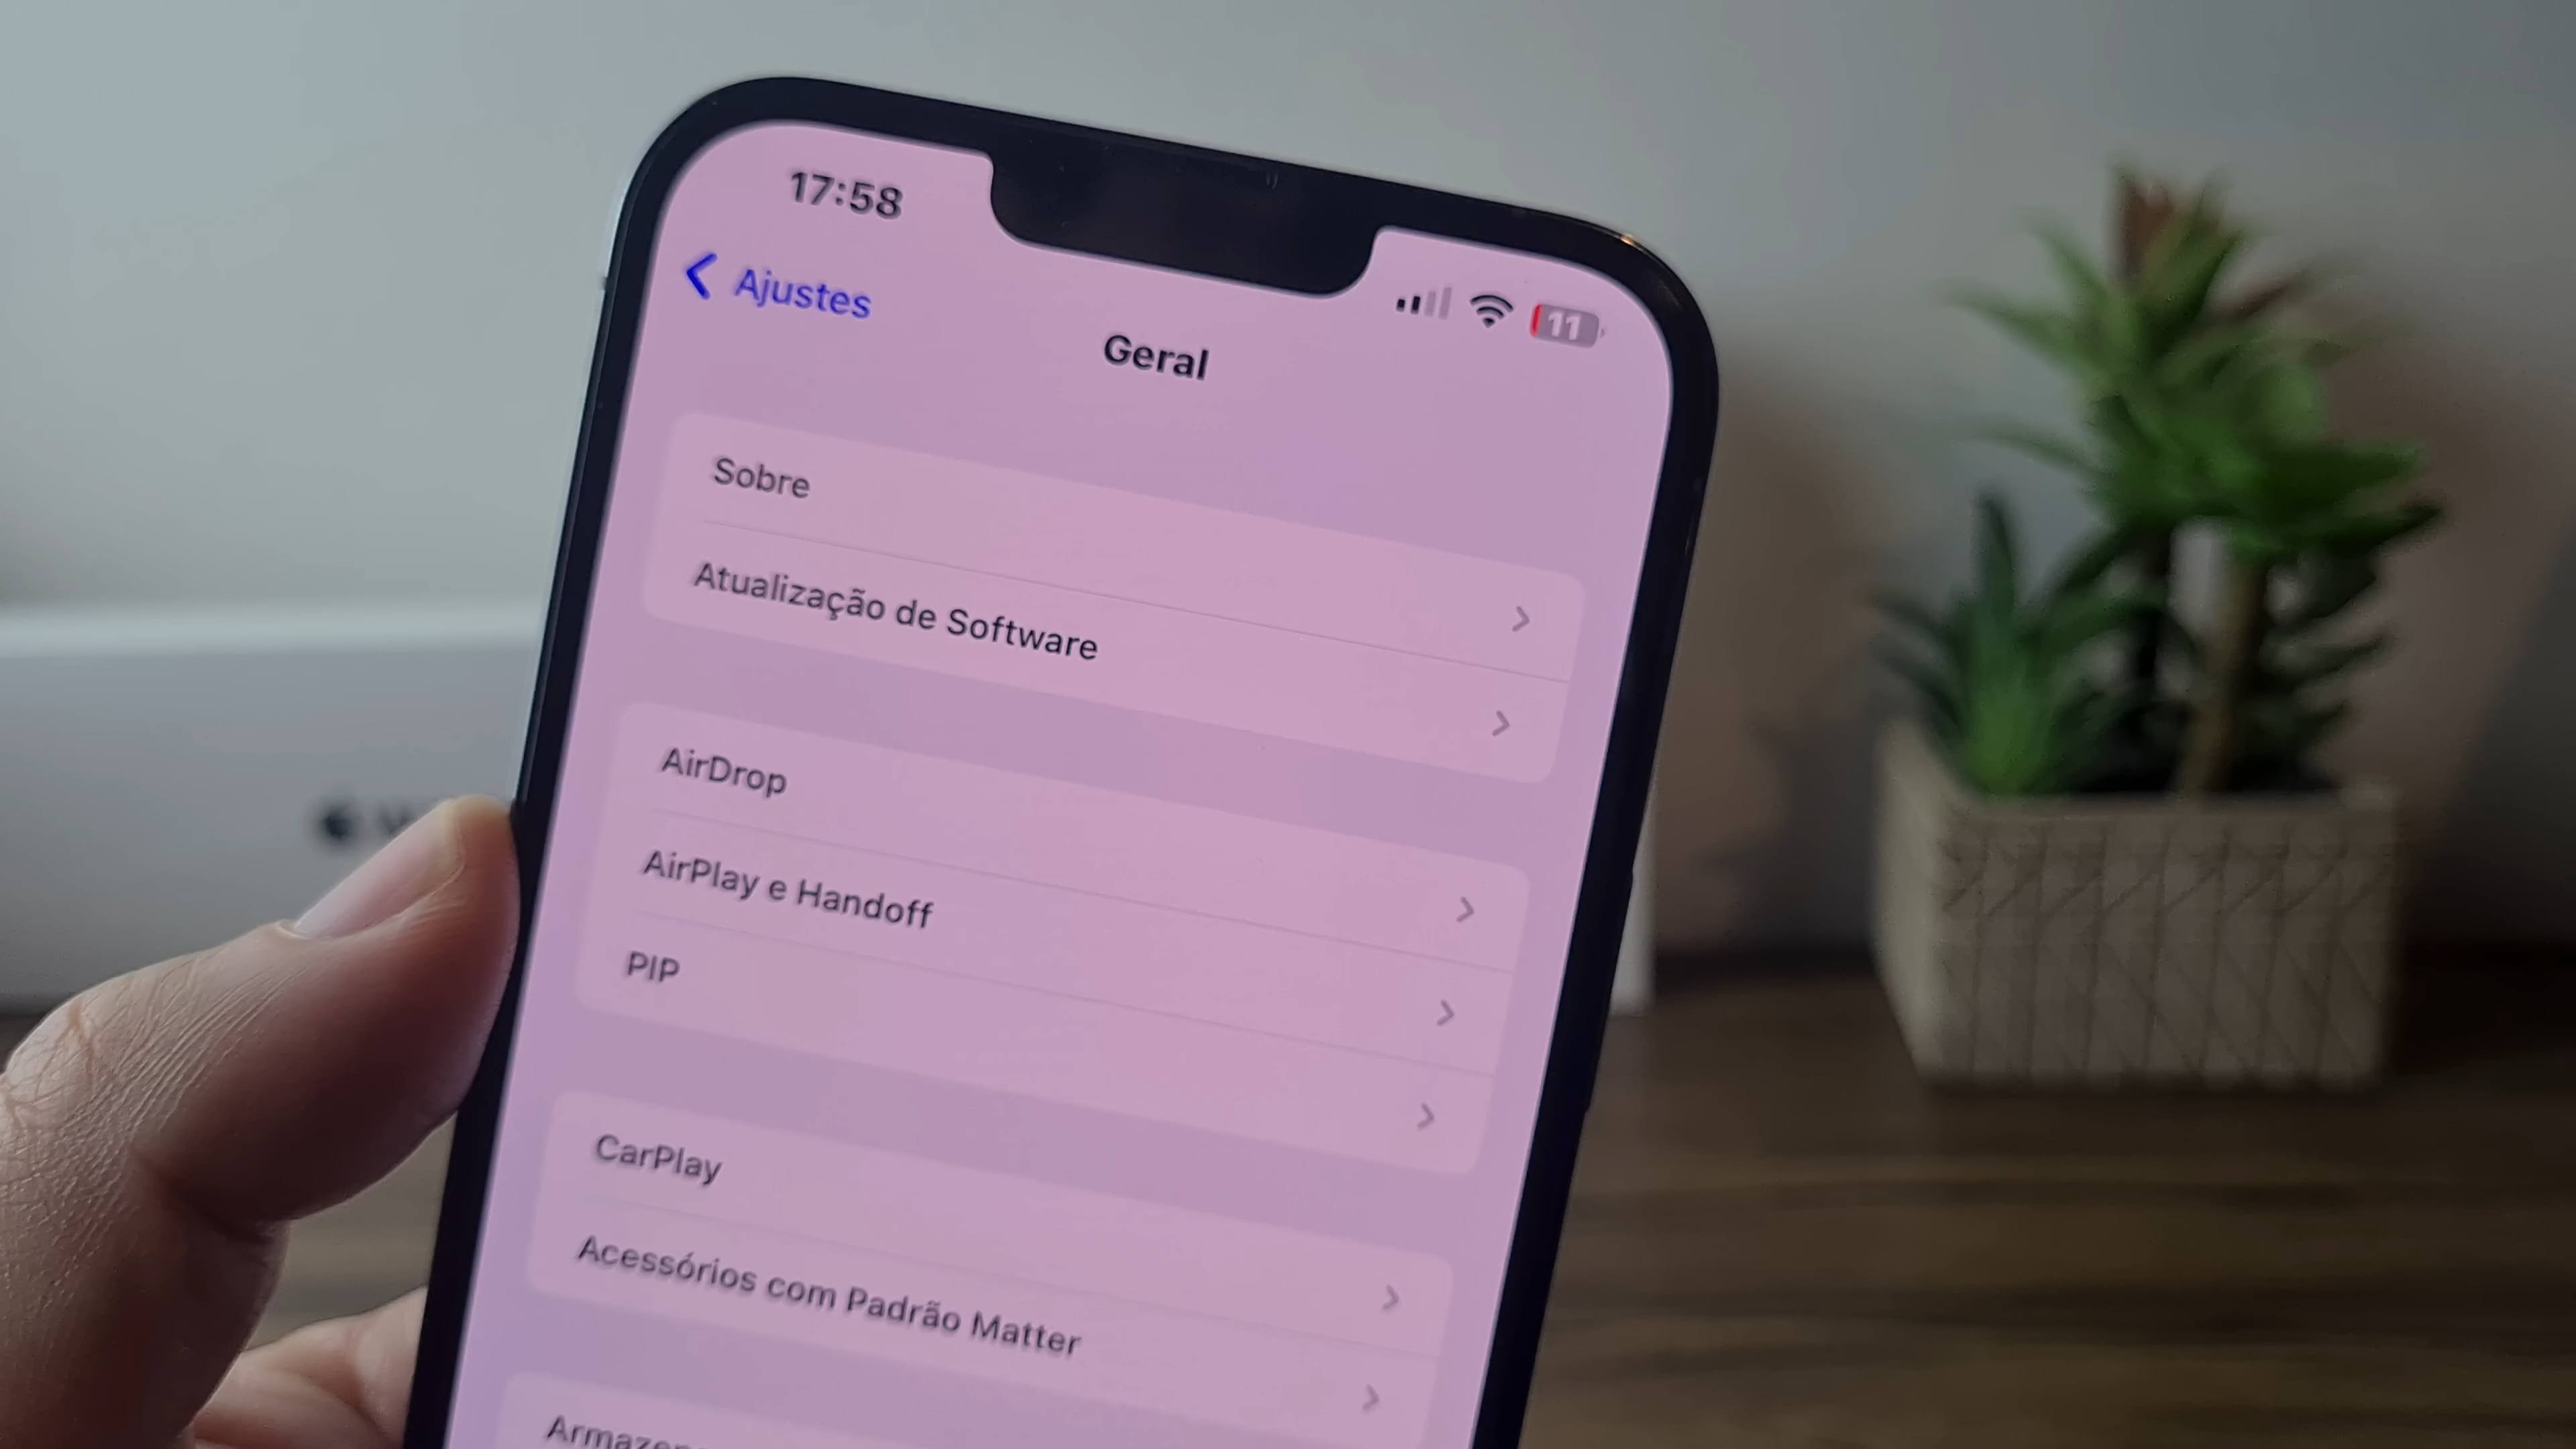 17:58
11
Ajustes
Geral
Sobre
Atualização de Software
AirDrop
AirPlay e Handoff
PIP
CarPlay
Acessórios com Padrão Matter